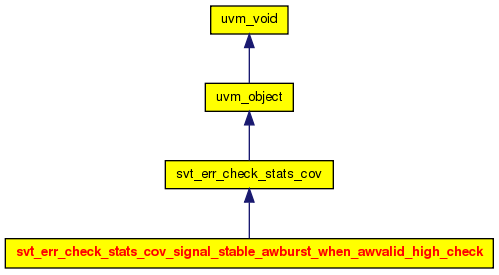 uvm_void
uvm_object
svt_err_check_stats_cov
svt_err_check_stats_cov_signal_stable_awburst_when_awvalid_high_check